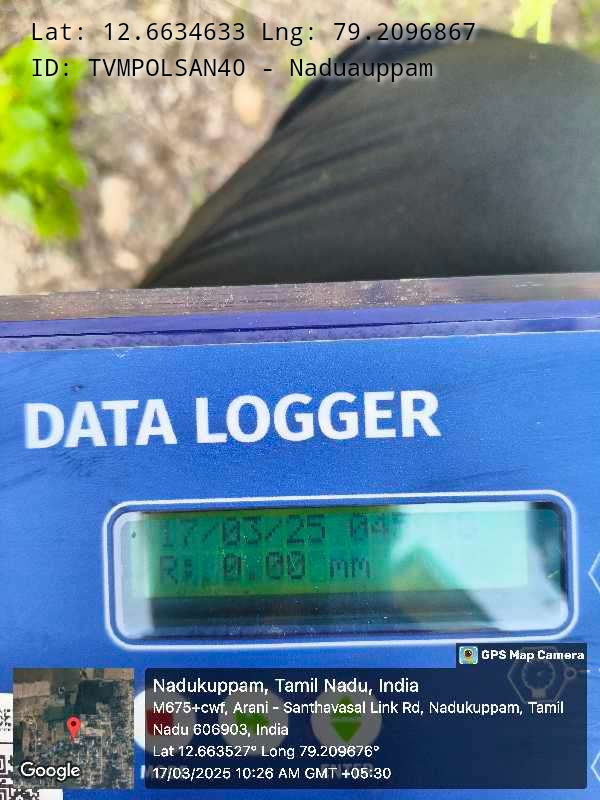 Lat: 12.6634633 Lng: 79.2096867
ID: TVMPOLSAN40 - Naduauppam
DATA LOGGER
17/03/25
R: 0.00 mm
GPS Map Camera
Nadukuppam, Tamil Nadu, India
M675+cwf, Arani - Santhavasal Link Rd, Nadukuppam, Tamil
Nadu 606903, India
Lat 12.663527° Long 79.209676°
17/03/2025 10:26 AM GMT +05:30
Google
ENTER